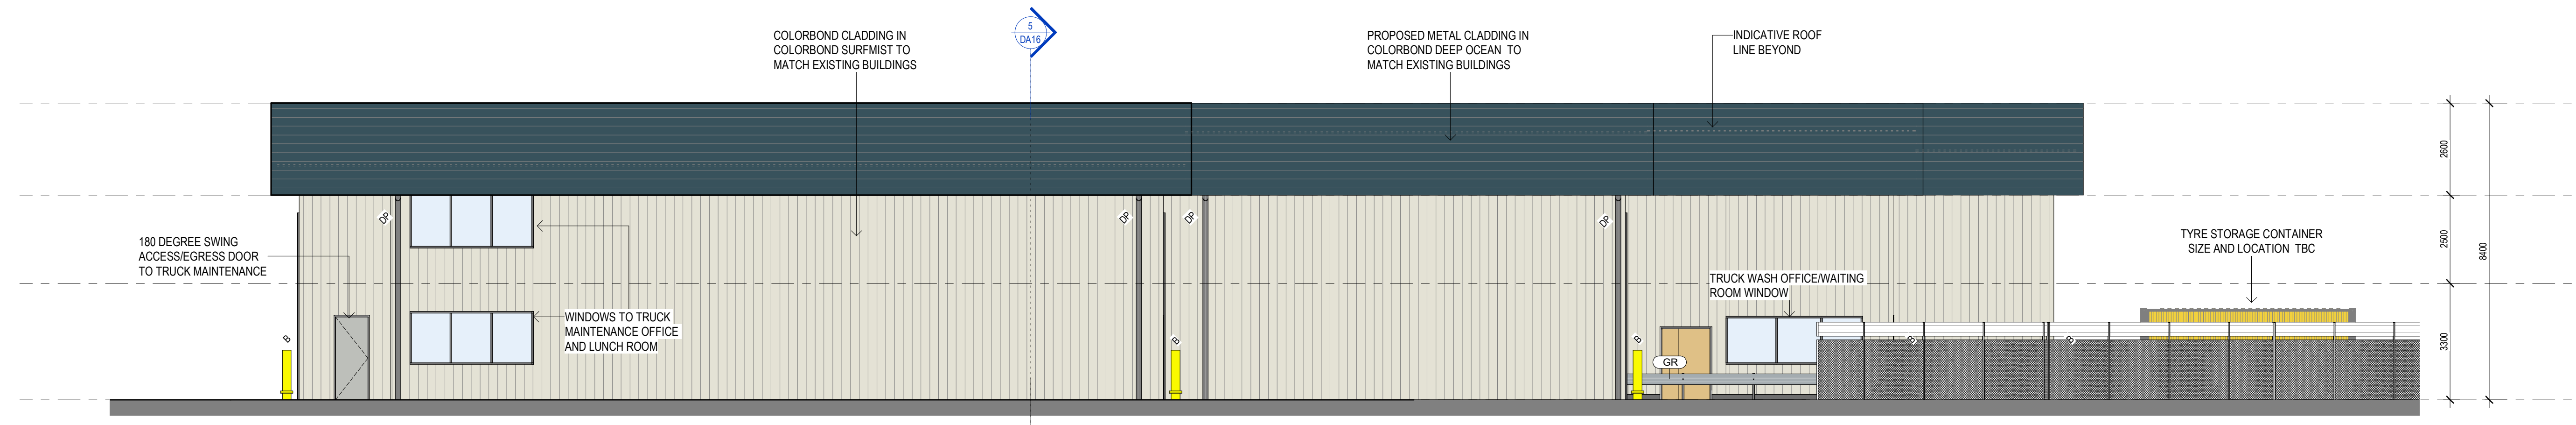 5
DA16
COLORBOND CLADDING IN
COLORBOND SURFMIST TO
MATCH EXISTING BUILDINGS
PROPOSED METAL CLADDING IN
COLORBOND DEEP OCEAN TO
MATCH EXISTING BUILDINGS
INDICATIVE ROOF
LINE BEYOND
2600
2500
8400
3300
DP
DP
DP
DP
180 DEGREE SWING
ACCESS/EGRESS DOOR
TO TRUCK MAINTENANCE
TYRE STORAGE CONTAINER
SIZE AND LOCATION TBC
TRUCK WASH OFFICE/WAITING
ROOM WINDOW
WINDOWS TO TRUCK
MAINTENANCE OFFICE
AND LUNCH ROOM
B
B
B
B
B
GR